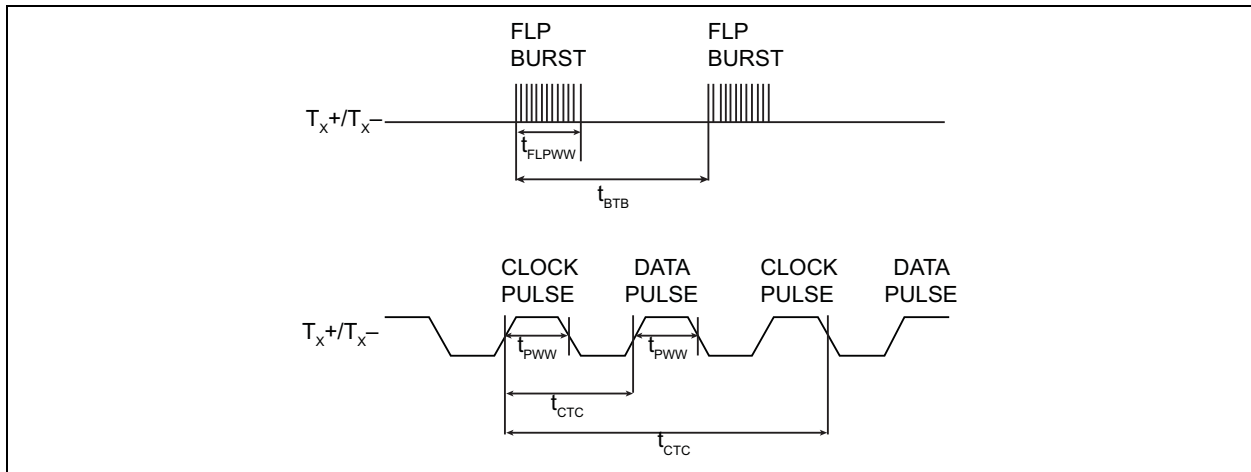 FLP BURST
FLP BURST
Tx+/Tx–
tFLPWW
tBTB
CLOCK PULSE
DATA PULSE
CLOCK PULSE
DATA PULSE
Tx+/Tx–
tPWW
tPWW
tCTC
tCTC